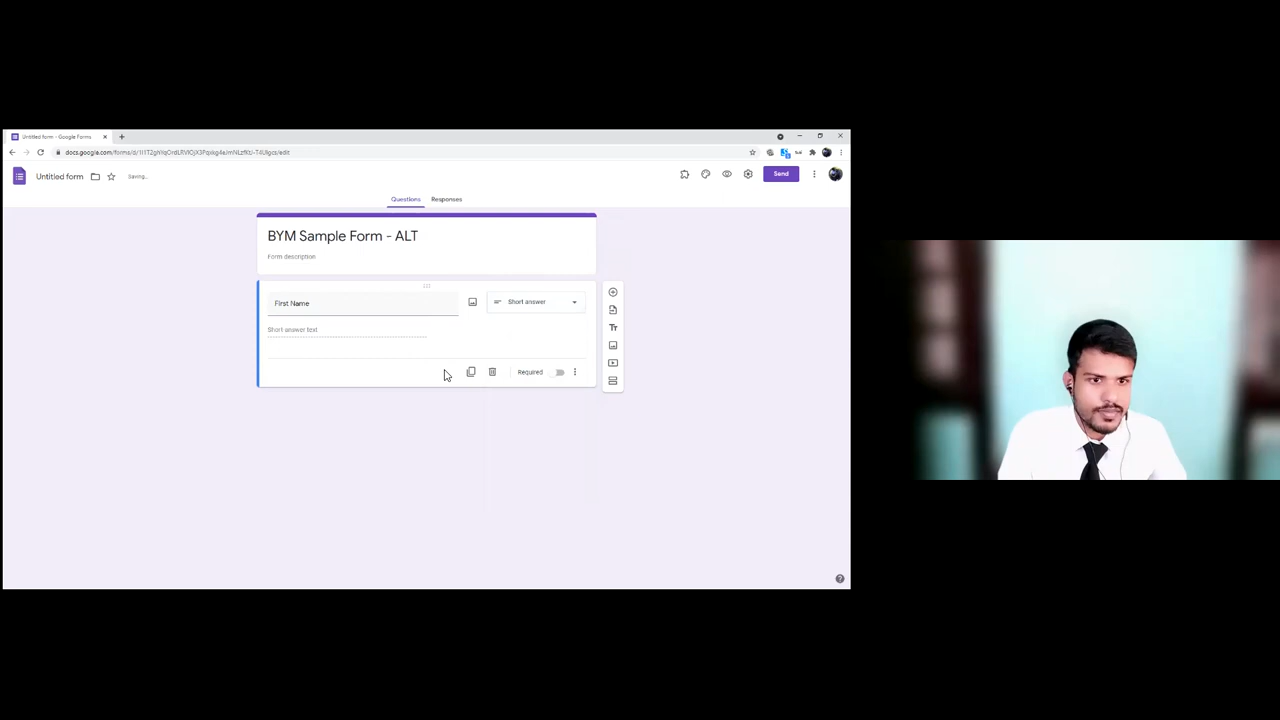 Untitled form - Google Forms
Untitled form
Saving...
Send
Questions
Responses
BYM Sample Form - ALT
Form description
First Name
Short answer
Short answer text
Tт
Required